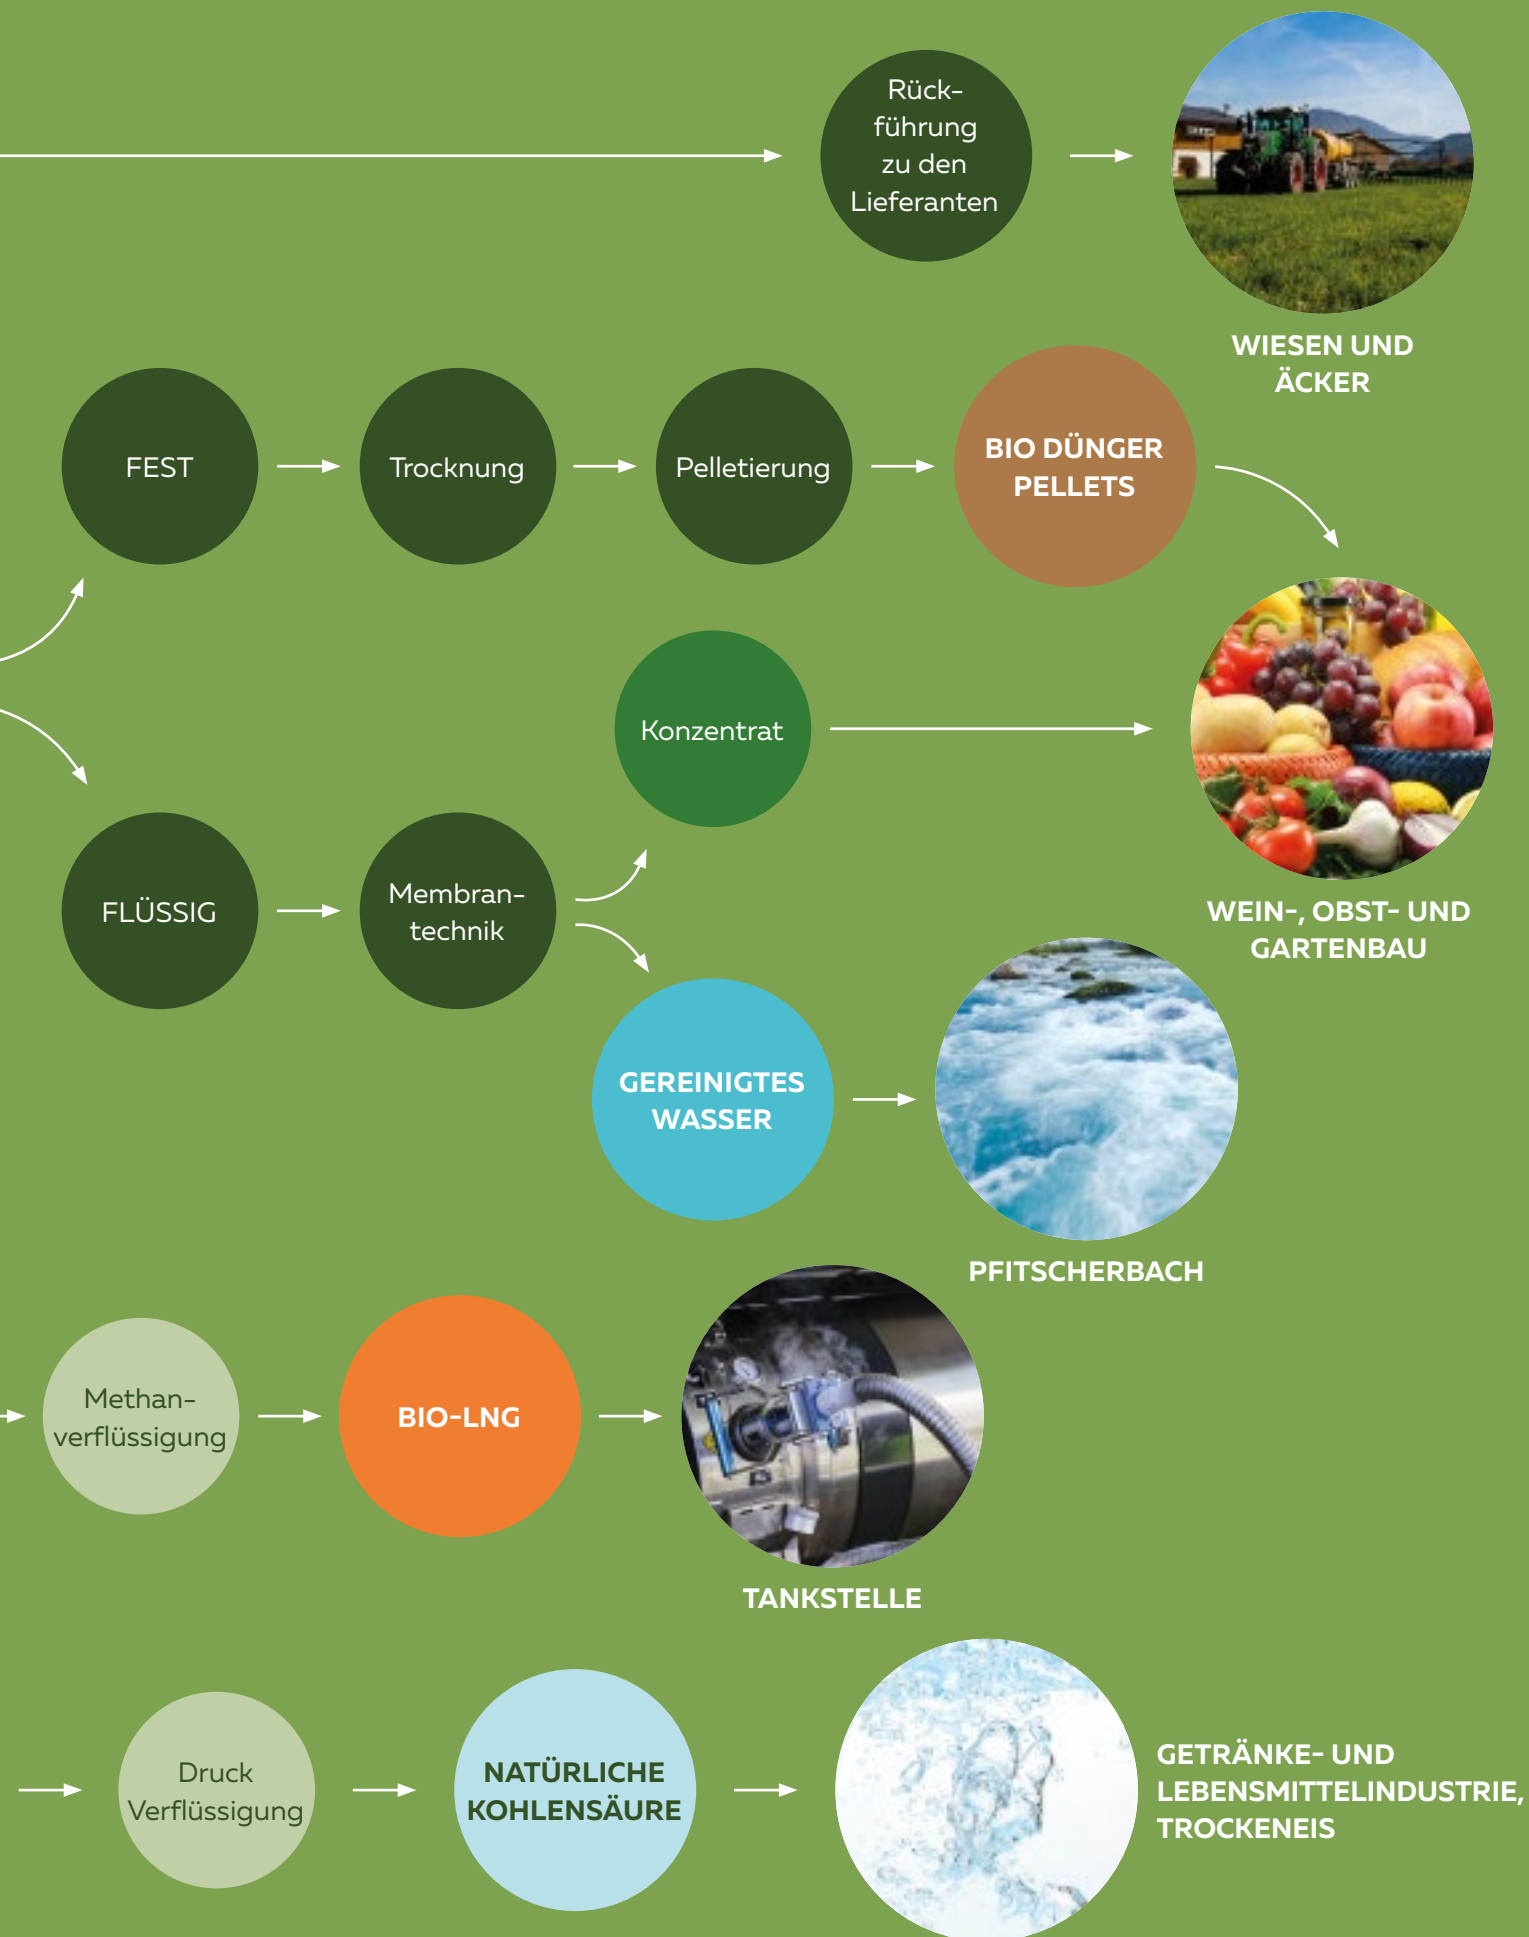 Rück-
führung
zu den
Lieferanten
WIESEN UND
ÄCKER
FEST
Trocknung
Pelletierung
BIO DÜNGER
PELLETS
Konzentrat
WEIN-, OBST- UND
GARTENBAU
FLÜSSIG
Membran-
technik
GEREINIGTES
WASSER
PFITSCHERBACH
Methan-
verflüssigung
BIO-LNG
TANKSTELLE
Druck
Verflüssigung
NATÜRLICHE
KOHLENSÄURE
GETRÄNKE- UND
LEBENSMITTELINDUSTRIE,
TROCKENEIS